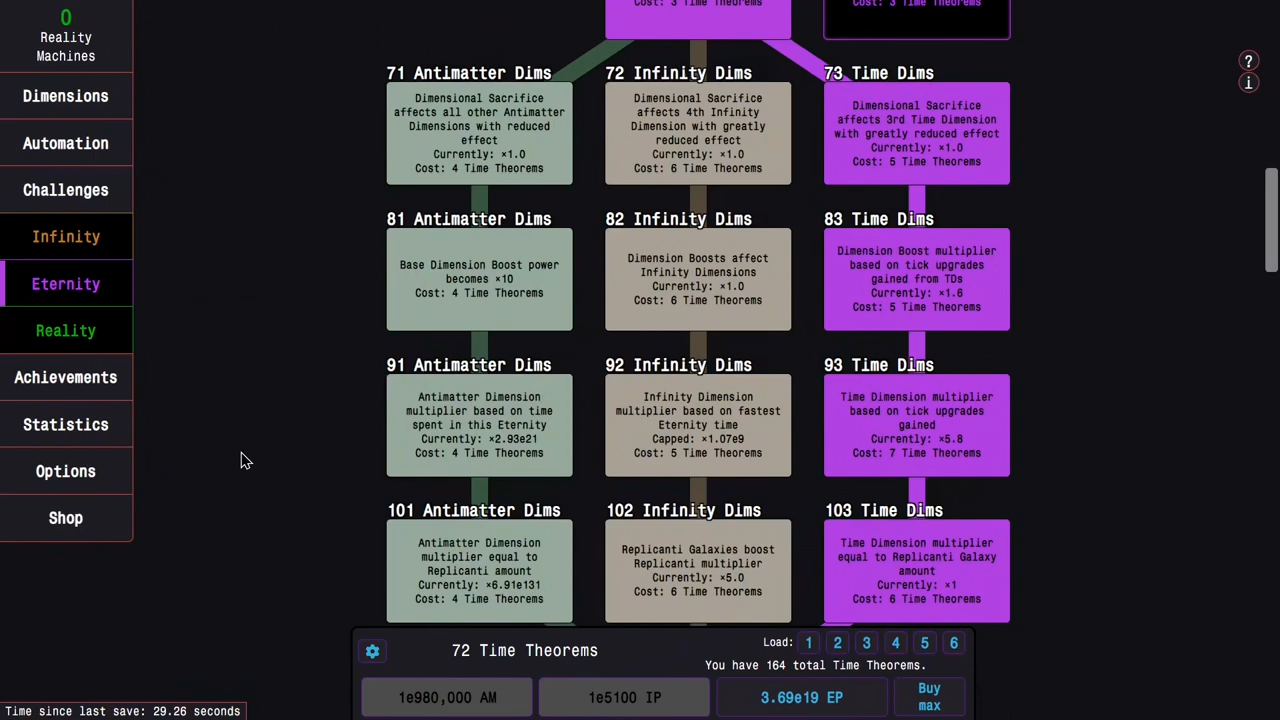 0
Reality
Machines
Dimensions
Automation
Challenges
Infinity
Eternity
Reality
Achievements
Statistics
Options
Shop
Cost: 3 Time Theorems
Cost: 3 Time Theorems
?
i
71 Antimatter Dims
Dimensional Sacrifice
affects all other Antimatter
Dimensions with reduced
effect
Currently: ×1.0
Cost: 4 Time Theorems
72 Infinity Dims
Dimensional Sacrifice
affects 4th Infinity
Dimension with greatly
reduced effect
Currently: ×1.0
Cost: 6 Time Theorems
73 Time Dims
Dimensional Sacrifice
affects 3rd Time Dimension
with greatly reduced effect
Currently: ×1.0
Cost: 5 Time Theorems
81 Antimatter Dims
Base Dimension Boost power
becomes ×10
Cost: 4 Time Theorems
82 Infinity Dims
Dimension Boosts affect
Infinity Dimensions
Currently: ×1.0
Cost: 6 Time Theorems
83 Time Dims
Dimension Boost multiplier
based on tick upgrades
gained from TDs
Currently: ×1.6
Cost: 5 Time Theorems
91 Antimatter Dims
Antimatter Dimension
multiplier based on time
spent in this Eternity
Currently: ×2.93e21
Cost: 4 Time Theorems
92 Infinity Dims
Infinity Dimension
multiplier based on fastest
Eternity time
Capped: ×1.07e9
Cost: 5 Time Theorems
93 Time Dims
Time Dimension multiplier
based on tick upgrades
gained
Currently: ×5.8
Cost: 7 Time Theorems
101 Antimatter Dims
Antimatter Dimension
multiplier equal to
Replicanti amount
Currently: ×6.91e131
Cost: 4 Time Theorems
102 Infinity Dims
Replicanti Galaxies boost
Replicanti multiplier
Currently: ×5.0
Cost: 6 Time Theorems
103 Time Dims
Time Dimension multiplier
equal to Replicanti Galaxy
amount
Currently: ×1
Cost: 6 Time Theorems
72 Time Theorems
Load: 1 2 3 4 5 6
You have 164 total Time Theorems.
1e980,000 AM
1e5100 IP
3.69e19 EP
Buy
max
Time since last save: 29.26 seconds